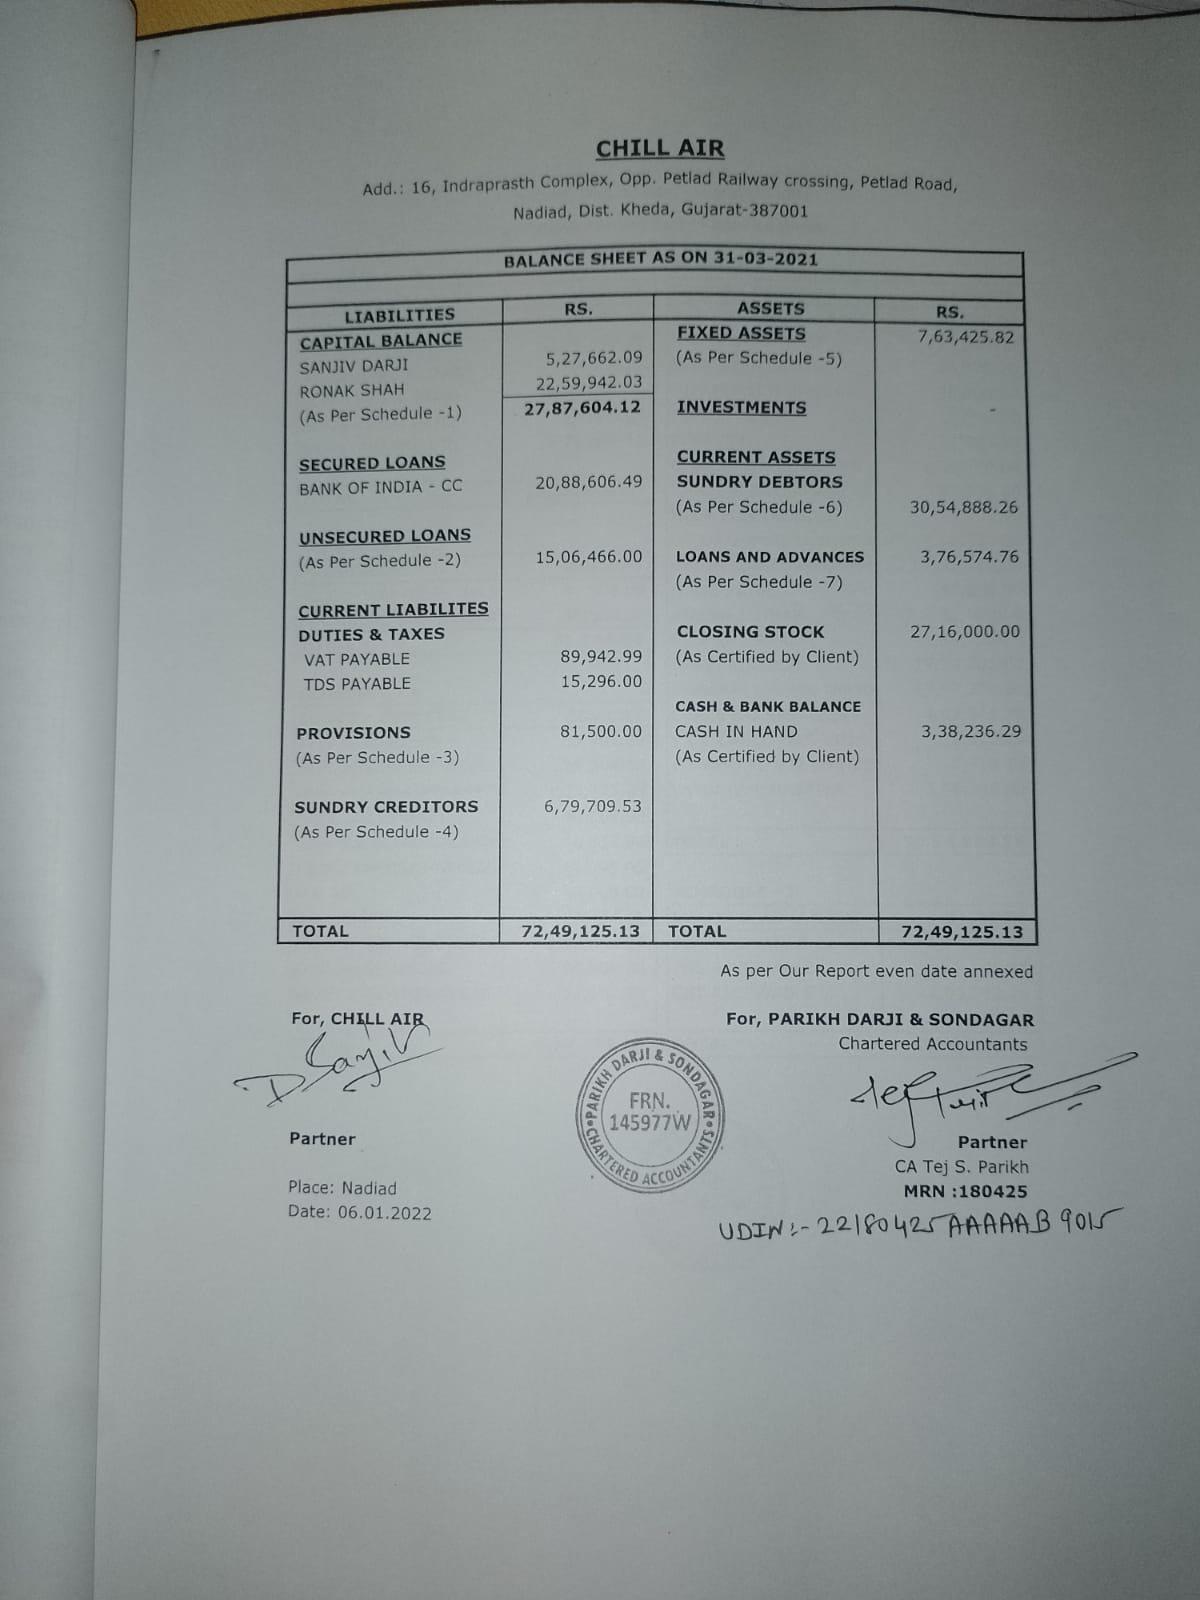 CHILL AIR
Add.: 16, Indraprasth Complex, Opp. Petlad Railway crossing, Petlad Road,
Nadiad, Dist. Kheda, Gujarat-387001
BALANCE SHEET AS ON 31-03-2021
LIABILITIES RS. ASSETS RS.
CAPITAL BALANCE FIXED ASSETS 7,63,425.82
SANJIV DARJI 5,27,662.09 (As Per Schedule -5)
RONAK SHAH 22,59,942.03
(As Per Schedule -1) 27,87,604.12 INVESTMENTS -
SECURED LOANS CURRENT ASSETS
BANK OF INDIA - CC 20,88,606.49 SUNDRY DEBTORS
(As Per Schedule -6) 30,54,888.26
UNSECURED LOANS
(As Per Schedule -2) 15,06,466.00 LOANS AND ADVANCES 3,76,574.76
(As Per Schedule -7)
CURRENT LIABILITES
DUTIES & TAXES CLOSING STOCK 27,16,000.00
VAT PAYABLE 89,942.99 (As Certified by Client)
TDS PAYABLE 15,296.00
CASH & BANK BALANCE
PROVISIONS 81,500.00 CASH IN HAND 3,38,236.29
(As Per Schedule -3) (As Certified by Client)
SUNDRY CREDITORS 6,79,709.53
(As Per Schedule -4)
TOTAL 72,49,125.13 TOTAL 72,49,125.13
As per Our Report even date annexed
For, CHILL AIR For, PARIKH DARJI & SONDAGAR
Chartered Accountants
D Sanjiv
PARIKH DARJI & SONDAGAR
FRN.
145977W
CHARTERED ACCOUNTANTS
Partner Partner
CA Tej S. Parikh
Place: Nadiad MRN :180425
Date: 06.01.2022
UDIN:- 22180425AAAAAB9015